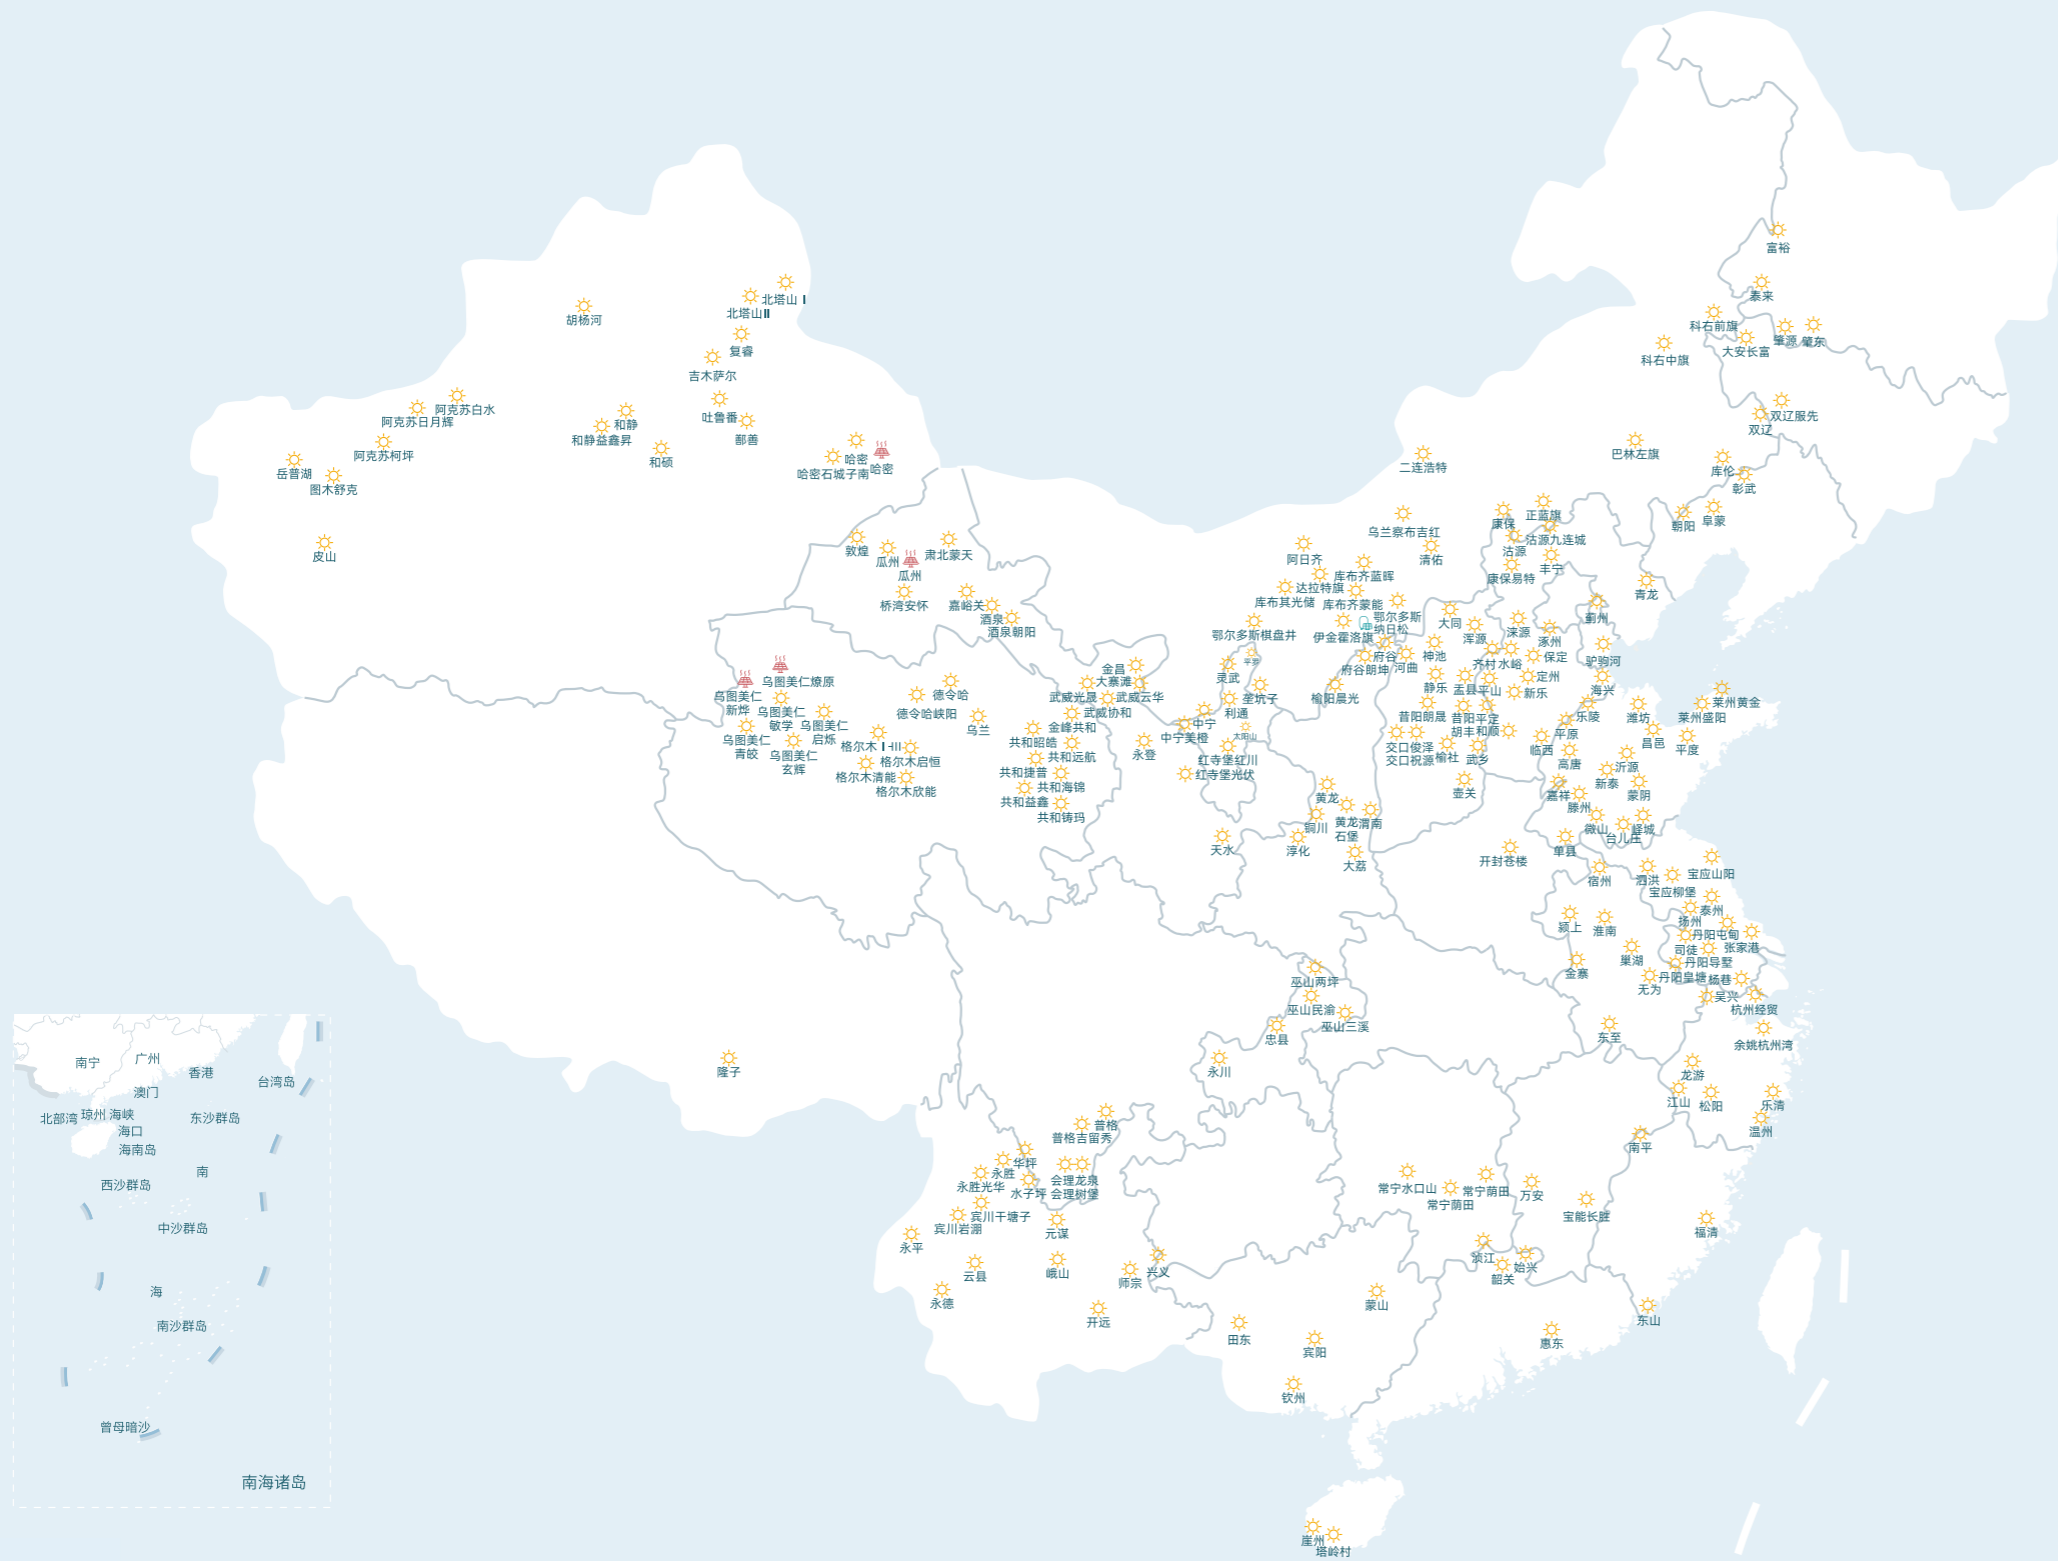 富裕
泰来
北塔山 I
北塔山II
胡杨河
科右前旗
肇源
肇东
大安长富
复睿
科右中旗
吉木萨尔
阿克苏白水
阿克苏日月辉
双辽服先
双辽
吐鲁番
和静
和静益鑫昇
鄯善
阿克苏柯坪
巴林左旗
哈密
哈密
哈密石城子南
和硕
二连浩特
库伦
岳普湖
图木舒克
彰武
正蓝旗
康保
阜蒙
朝阳
乌兰察布吉红
沽源九连城
沽源
敦煌
瓜州
肃北蒙天
瓜州
皮山
阿日齐
清佑
丰宁
库布齐蓝晖
康保易特
达拉特旗
青龙
桥湾安怀
嘉峪关
库布其光储
库布齐蒙能
酒泉
鄂尔多斯
纳日松
大同
涞源
蓟州
酒泉朝阳
鄂尔多斯棋盘井
伊金霍洛旗
浑源
涿州
平罗
府谷
神池
齐村
水峪
保定
驴驹河
府谷朗坤
河曲
金昌
灵武
乌图美仁燎原
大寨滩
静乐
定州
乌图美仁
新烨
德令哈
武威光晟
武威云华
垄坑子
榆阳晨光
盂县
平山
新乐
海兴
莱州黄金
乌图美仁
敏学
德令哈峡阳
武威协和
利通
昔阳朗晟
昔阳
平定
乐陵
潍坊
莱州盛阳
乌图美仁
启烁
乌兰
金峰共和
中宁
中宁美橙
太阳山
胡丰
和顺
平原
乌图美仁
青皎
格尔木 I -III
共和昭皓
昌邑
平度
乌图美仁
玄辉
格尔木启恒
共和远航
永登
红寺堡红川
交口俊泽
交口祝源
榆社
武乡
临西
高唐
沂源
格尔木清能
共和捷普
红寺堡光伏
新泰
格尔木欣能
共和海锦
共和益鑫
共和铸玛
黄龙
壶关
嘉祥
滕州
蒙阴
铜川
黄龙
石堡
渭南
微山
台儿庄
峄城
天水
淳化
大荔
开封苍楼
单县
宿州
泗洪
宝应山阳
宝应柳堡
泰州
扬州
颍上
淮南
丹阳屯甸
司徒
张家港
巢湖
丹阳导墅
金寨
丹阳皇塘
杨巷
巫山两坪
无为
吴兴
巫山民渝
杭州经贸
巫山三溪
忠县
东至
余姚杭州湾
隆子
永川
龙游
江山
松阳
乐清
普格
普格吉留秀
温州
南平
华坪
永胜
永胜光华
水子坪
会理龙泉
会理树堡
常宁水口山
常宁荫田
常宁荫田
万安
宝能长胜
宾川干塘子
宾川岩淜
元谋
福清
永平
浈江
云县
峨山
师宗
兴义
韶关
始兴
永德
蒙山
开远
东山
田东
宾阳
惠东
钦州
崖州
塔岭村
南宁
广州
香港
澳门
台湾岛
北部湾
琼州 海峡
东沙群岛
海口
海南岛
南
西沙群岛
中沙群岛
海
南沙群岛
曾母暗沙
南海诸岛